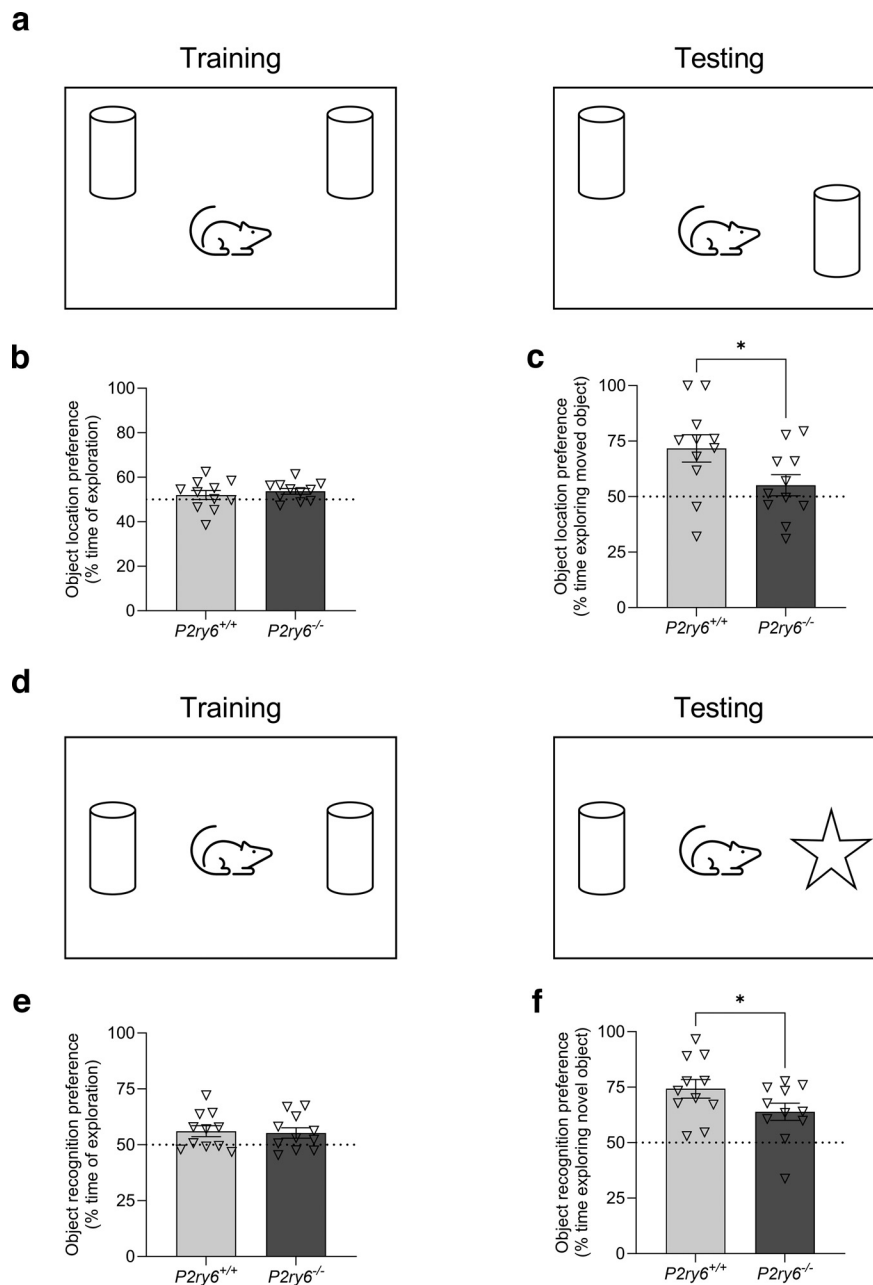 a
Training
Testing
b
Object location preference
(% time of exploration)
100
80
60
40
20
0
P2ry6+/+
P2ry6-/-
c
*
Object location preference
(% time exploring moved object)
100
75
50
25
0
P2ry6+/+
P2ry6-/-
d
Training
Testing
e
Object recognition preference
(% time of exploration)
100
75
50
25
0
P2ry6+/+
P2ry6-/-
f
*
Object recognition preference
(% time exploring novel object)
100
75
50
25
0
P2ry6+/+
P2ry6-/-